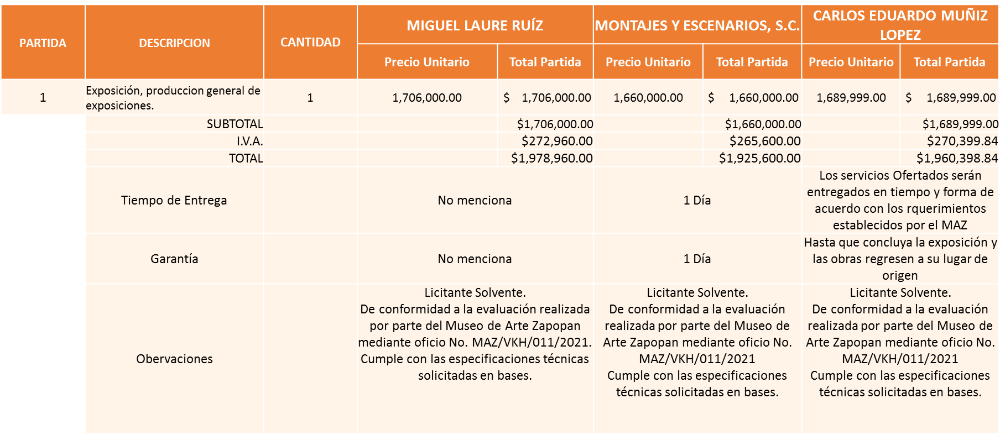 PARTIDA
DESCRIPCION
CANTIDAD
MIGUEL LAURE RUÍZ
MONTAJES Y ESCENARIOS, S.C.
CARLOS EDUARDO MUÑIZ
LOPEZ
Precio Unitario
Total Partida
Precio Unitario
Total Partida
Precio Unitario
Total Partida
1
Exposición, produccion general de
exposiciones.
1
1,706,000.00
$ 1,706,000.00
1,660,000.00
$ 1,660,000.00
1,689,999.00
$ 1,689,999.00
SUBTOTAL
$1,706,000.00
$1,660,000.00
$1,689,999.00
I.V.A.
$272,960.00
$265,600.00
$270,399.84
TOTAL
$1,978,960.00
$1,925,600.00
$1,960,398.84
Tiempo de Entrega
No menciona
1 Día
Los servicios Ofertados serán
entregados en tiempo y forma de
acuerdo con los rquerimientos
establecidos por el MAZ
Garantía
No menciona
1 Día
Hasta que concluya la exposición y
las obras regresen a su lugar de
origen
Obervaciones
Licitante Solvente.
De conformidad a la evaluación realizada
por parte del Museo de Arte Zapopan
mediante oficio No. MAZ/VKH/011/2021.
Cumple con las especificaciones técnicas
solicitadas en bases.
Licitante Solvente.
De conformidad a la evaluación
realizada por parte del Museo de
Arte Zapopan mediante oficio No.
MAZ/VKH/011/2021
Cumple con las especificaciones
técnicas solicitadas en bases.
Licitante Solvente.
De conformidad a la evaluación
realizada por parte del Museo de
Arte Zapopan mediante oficio No.
MAZ/VKH/011/2021
Cumple con las especificaciones
técnicas solicitadas en bases.